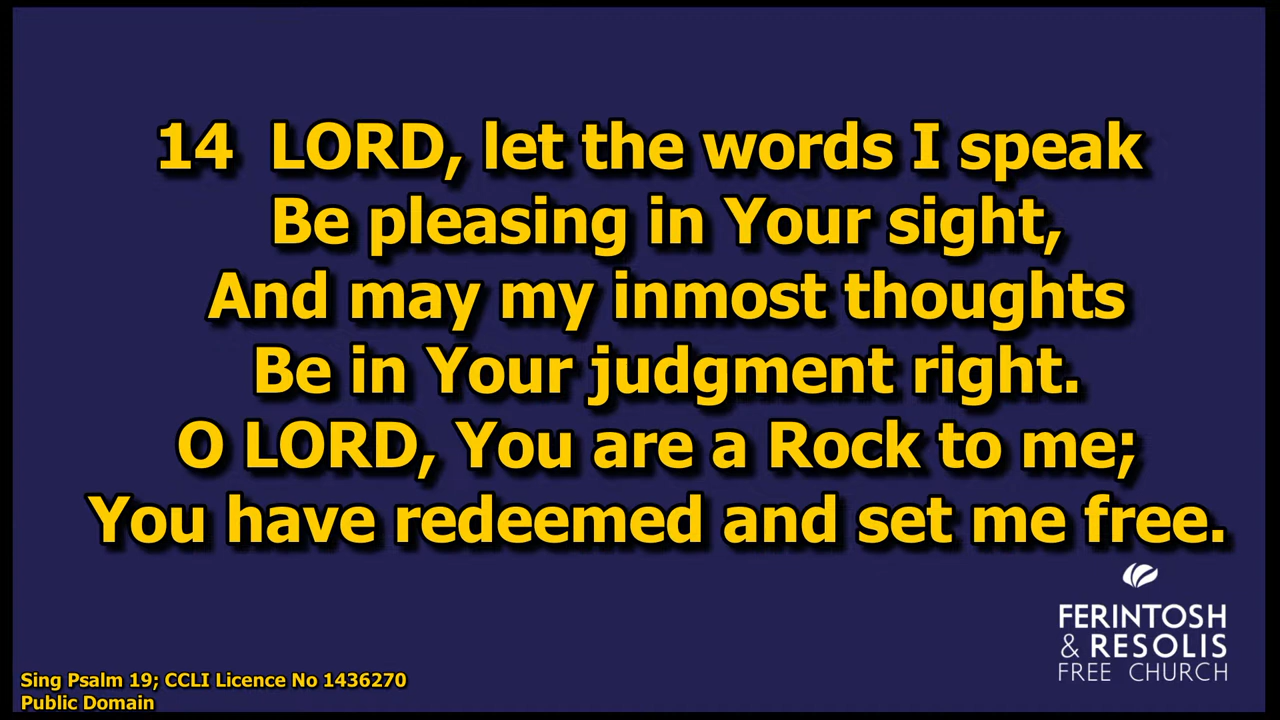 14 LORD, let the words I speak
Be pleasing in Your sight,
And may my inmost thoughts
Be in Your judgment right.
O LORD, You are a Rock to me;
You have redeemed and set me free.
FERINTOSH
& RESOLIS
FREE CHURCH
Sing Psalm 19; CCLI Licence No 1436270
Public Domain